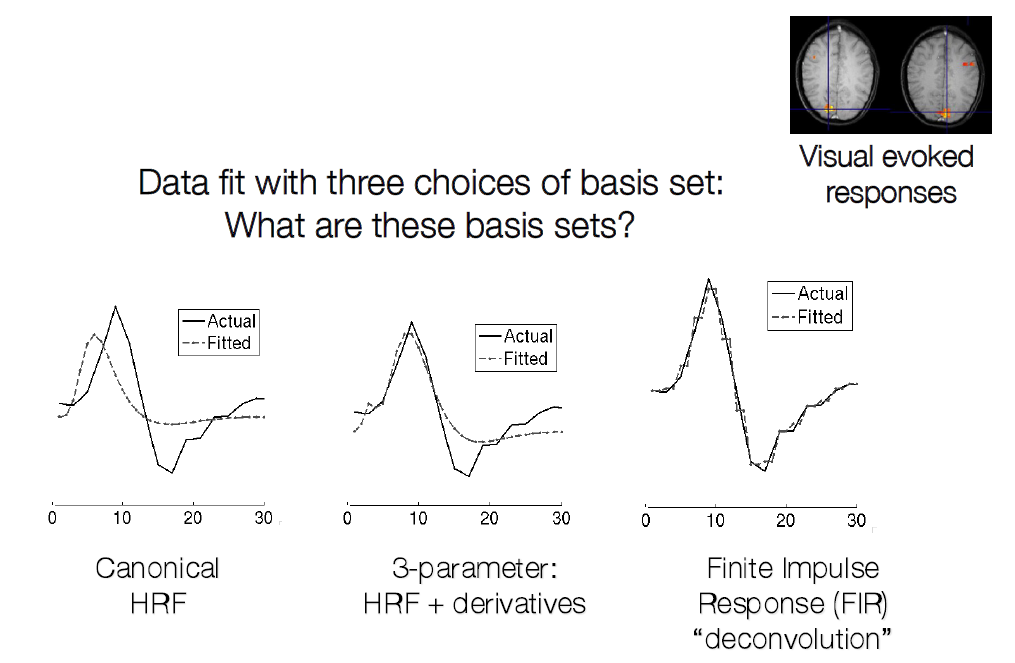 Visual evoked
responses
Data fit with three choices of basis set:
What are these basis sets?
Actual
Fitted
0 10 20 30
Canonical
HRF
Actual
Fitted
0 10 20 30
3-parameter:
HRF + derivatives
Actual
Fitted
0 10 20 30
Finite Impulse
Response (FIR)
“deconvolution”